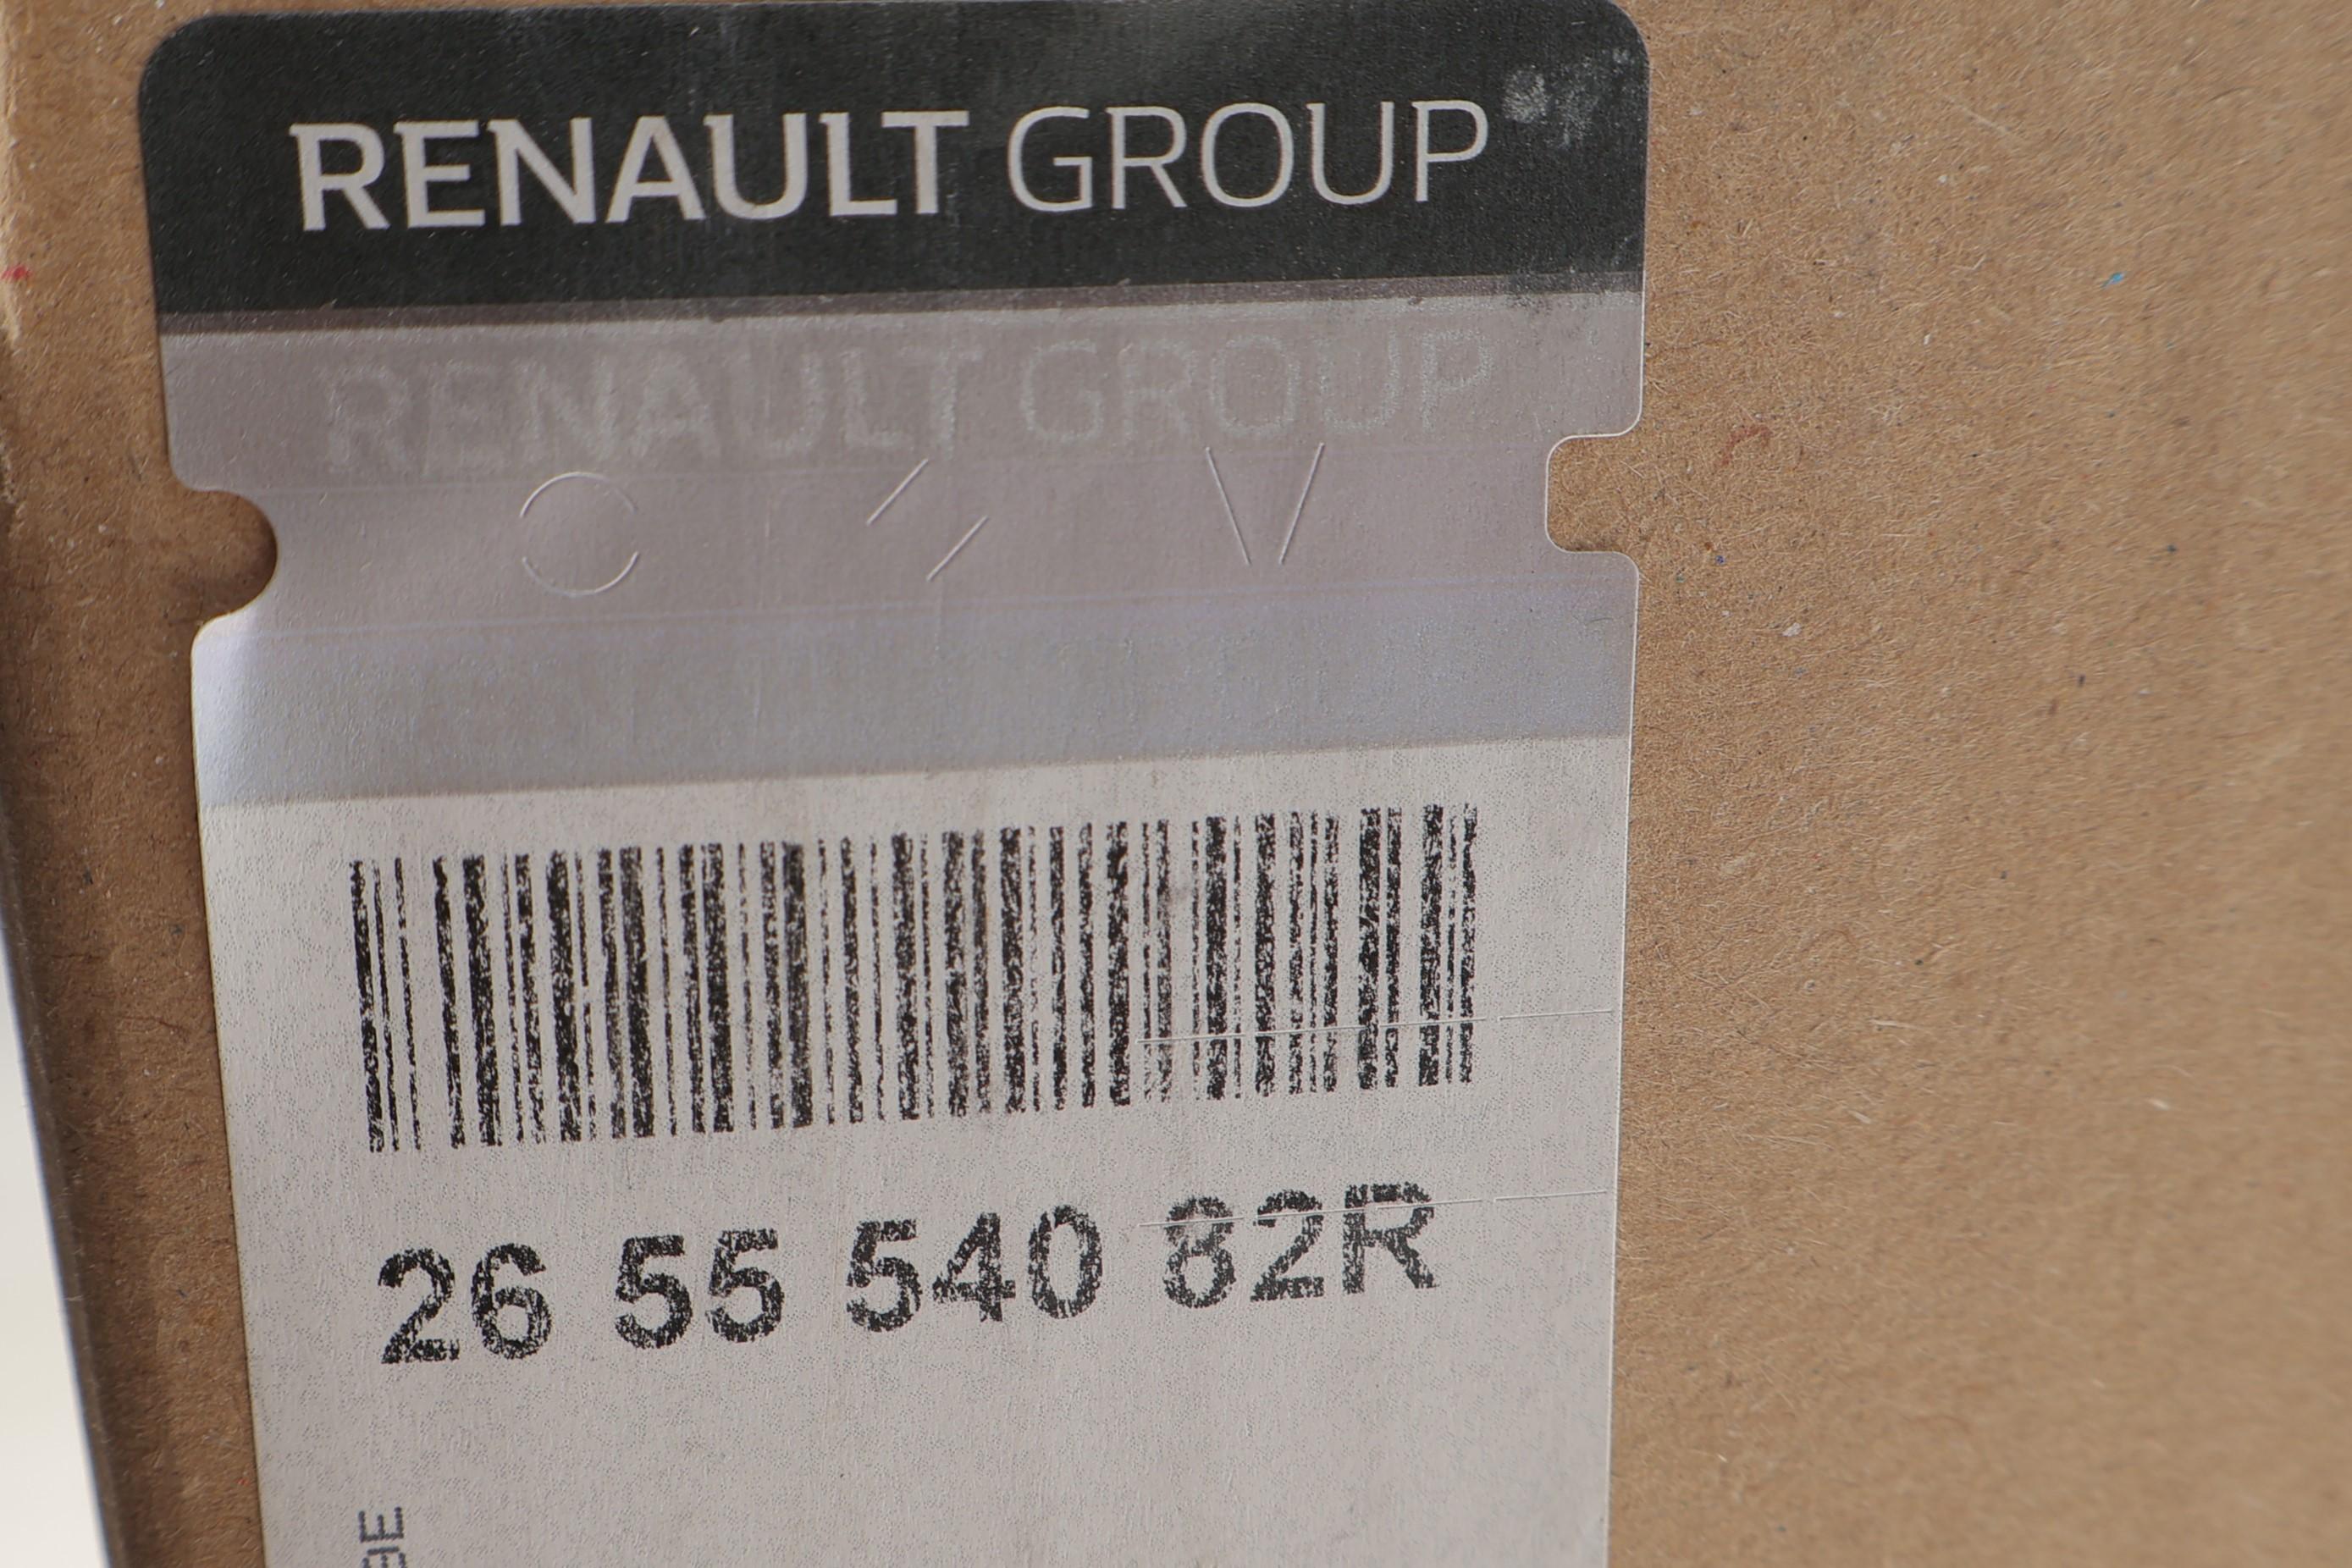 RENAULT GROUP
RENAULT GROUP
26 55 540 82R